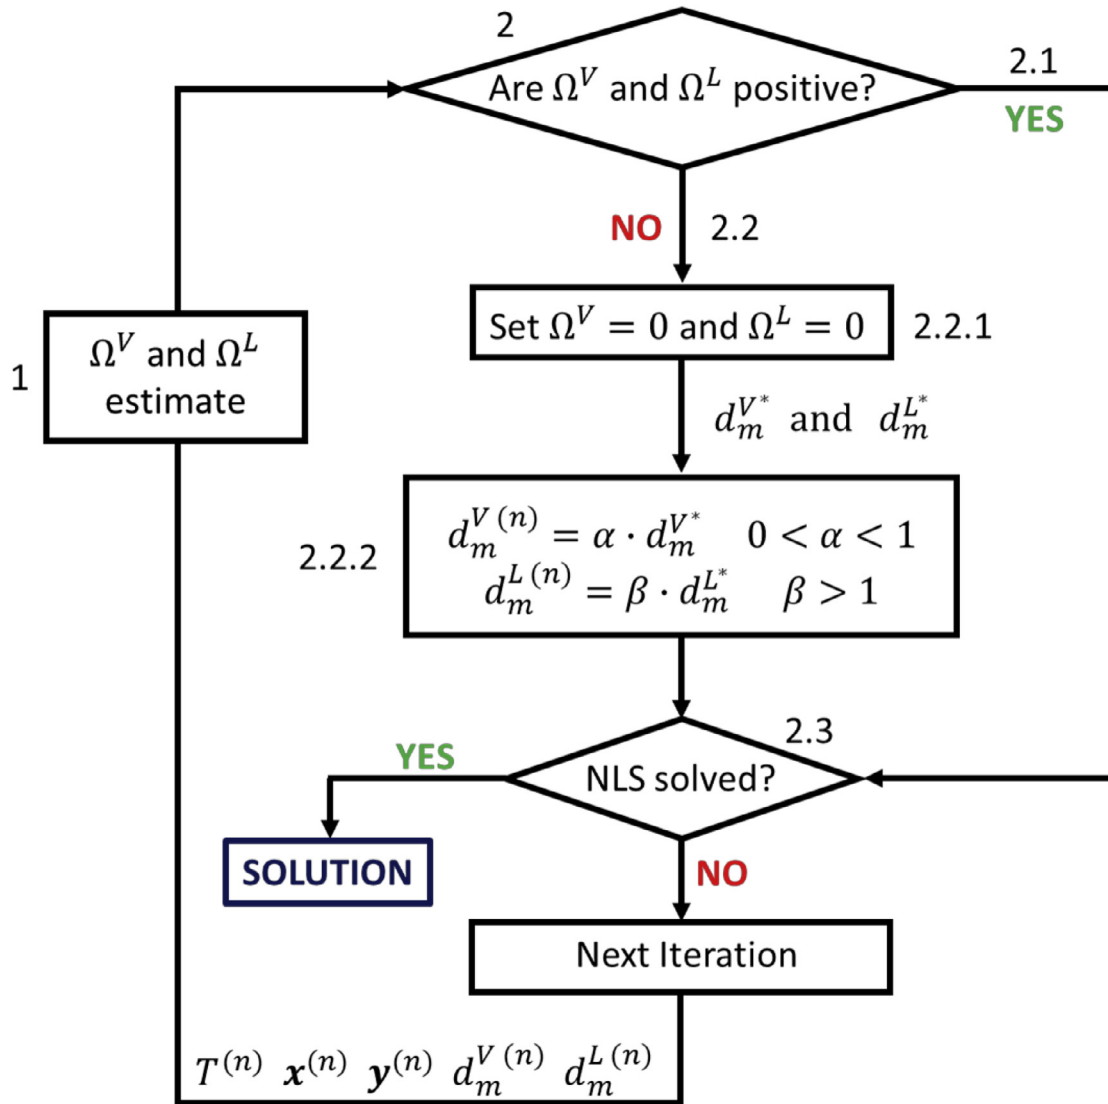 2
Are Ω^V and Ω^L positive?
2.1
YES
NO
2.2
1
Ω^V and Ω^L
estimate
Set Ω^V = 0 and Ω^L = 0
2.2.1
d_m^{V*} and d_m^{L*}
2.2.2
d_m^{V (n)} = α · d_m^{V*} 0 < α < 1
d_m^{L (n)} = β · d_m^{L*} β > 1
2.3
YES
NLS solved?
SOLUTION
NO
Next Iteration
T^{(n)} x^{(n)} y^{(n)} d_m^{V (n)} d_m^{L (n)}